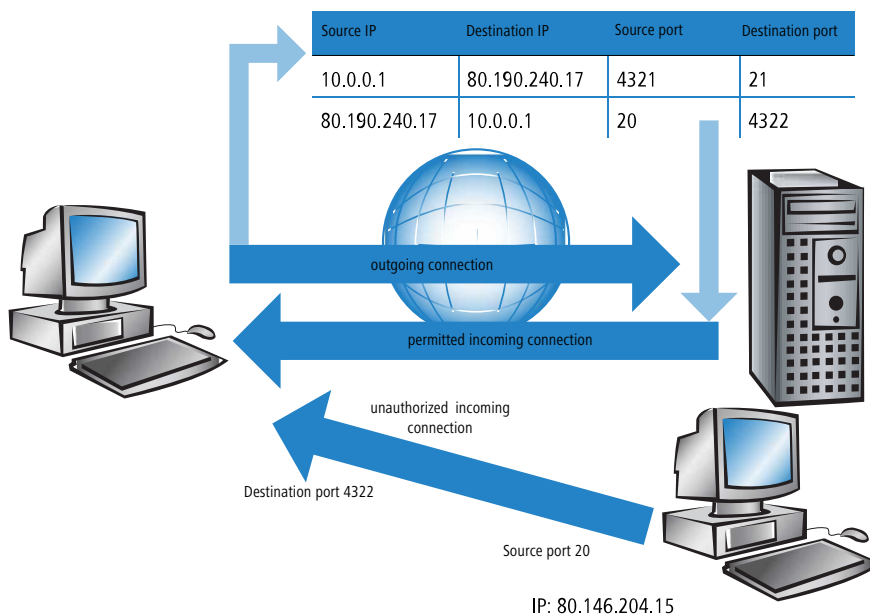 Source IP Destination IP Source port Destination port
10.0.0.1 80.190.240.17 4321 21
80.190.240.17 10.0.0.1 20 4322
outgoing connection
permitted incoming connection
unauthorized incoming
connection
Destination port 4322
Source port 20
IP: 80.146.204.15